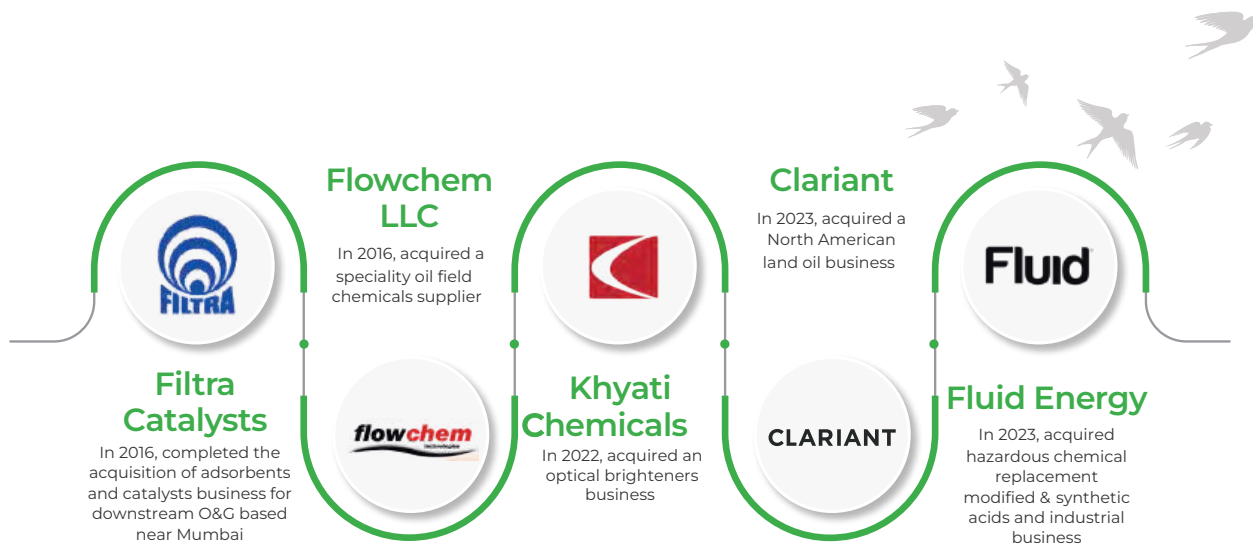 FILTRA
Filtra
Catalysts
In 2016, completed the
acquisition of adsorbents
and catalysts business for
downstream O&G based
near Mumbai
Flowchem
LLC
In 2016, acquired a
speciality oil field
chemicals supplier
flowchem
technologies
Khyati
Chemicals
In 2022, acquired an
optical brighteners
business
Clariant
In 2023, acquired a
North American
land oil business
CLARIANT
Fluid
Fluid Energy
In 2023, acquired
hazardous chemical
replacement
modified & synthetic
acids and industrial
business